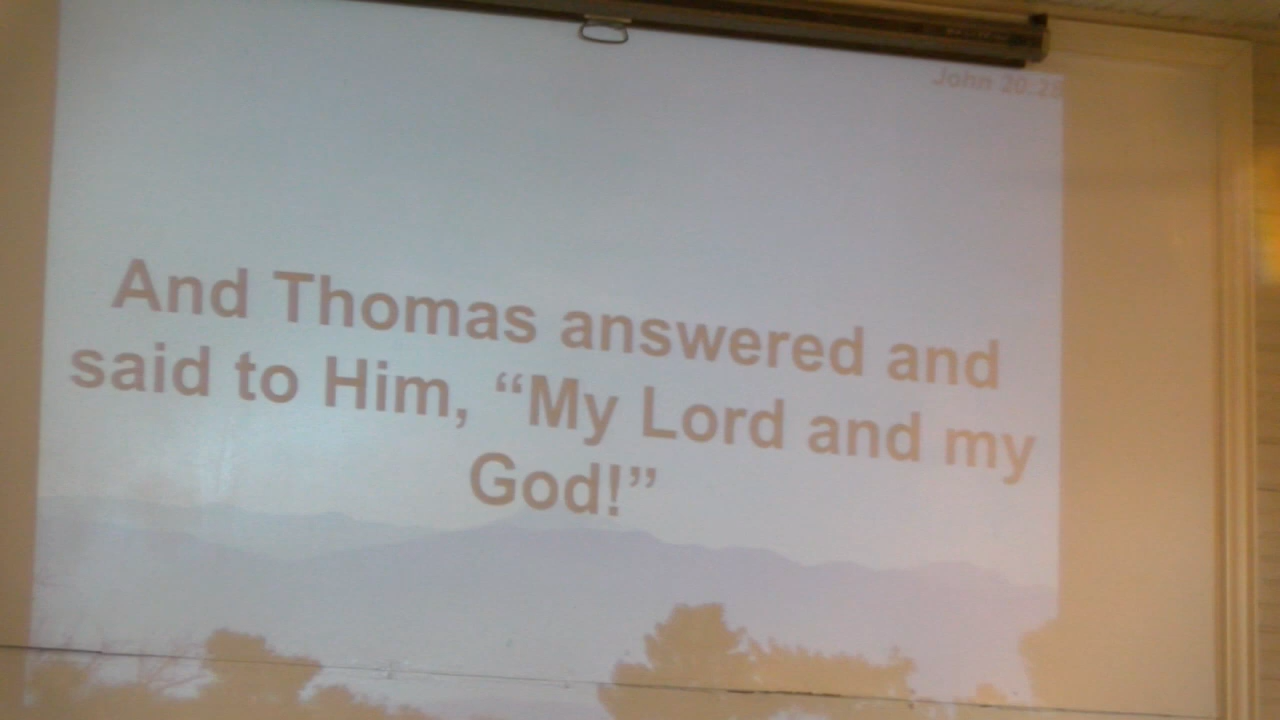 John 20:28
And Thomas answered and
said to Him, “My Lord and my
God!”